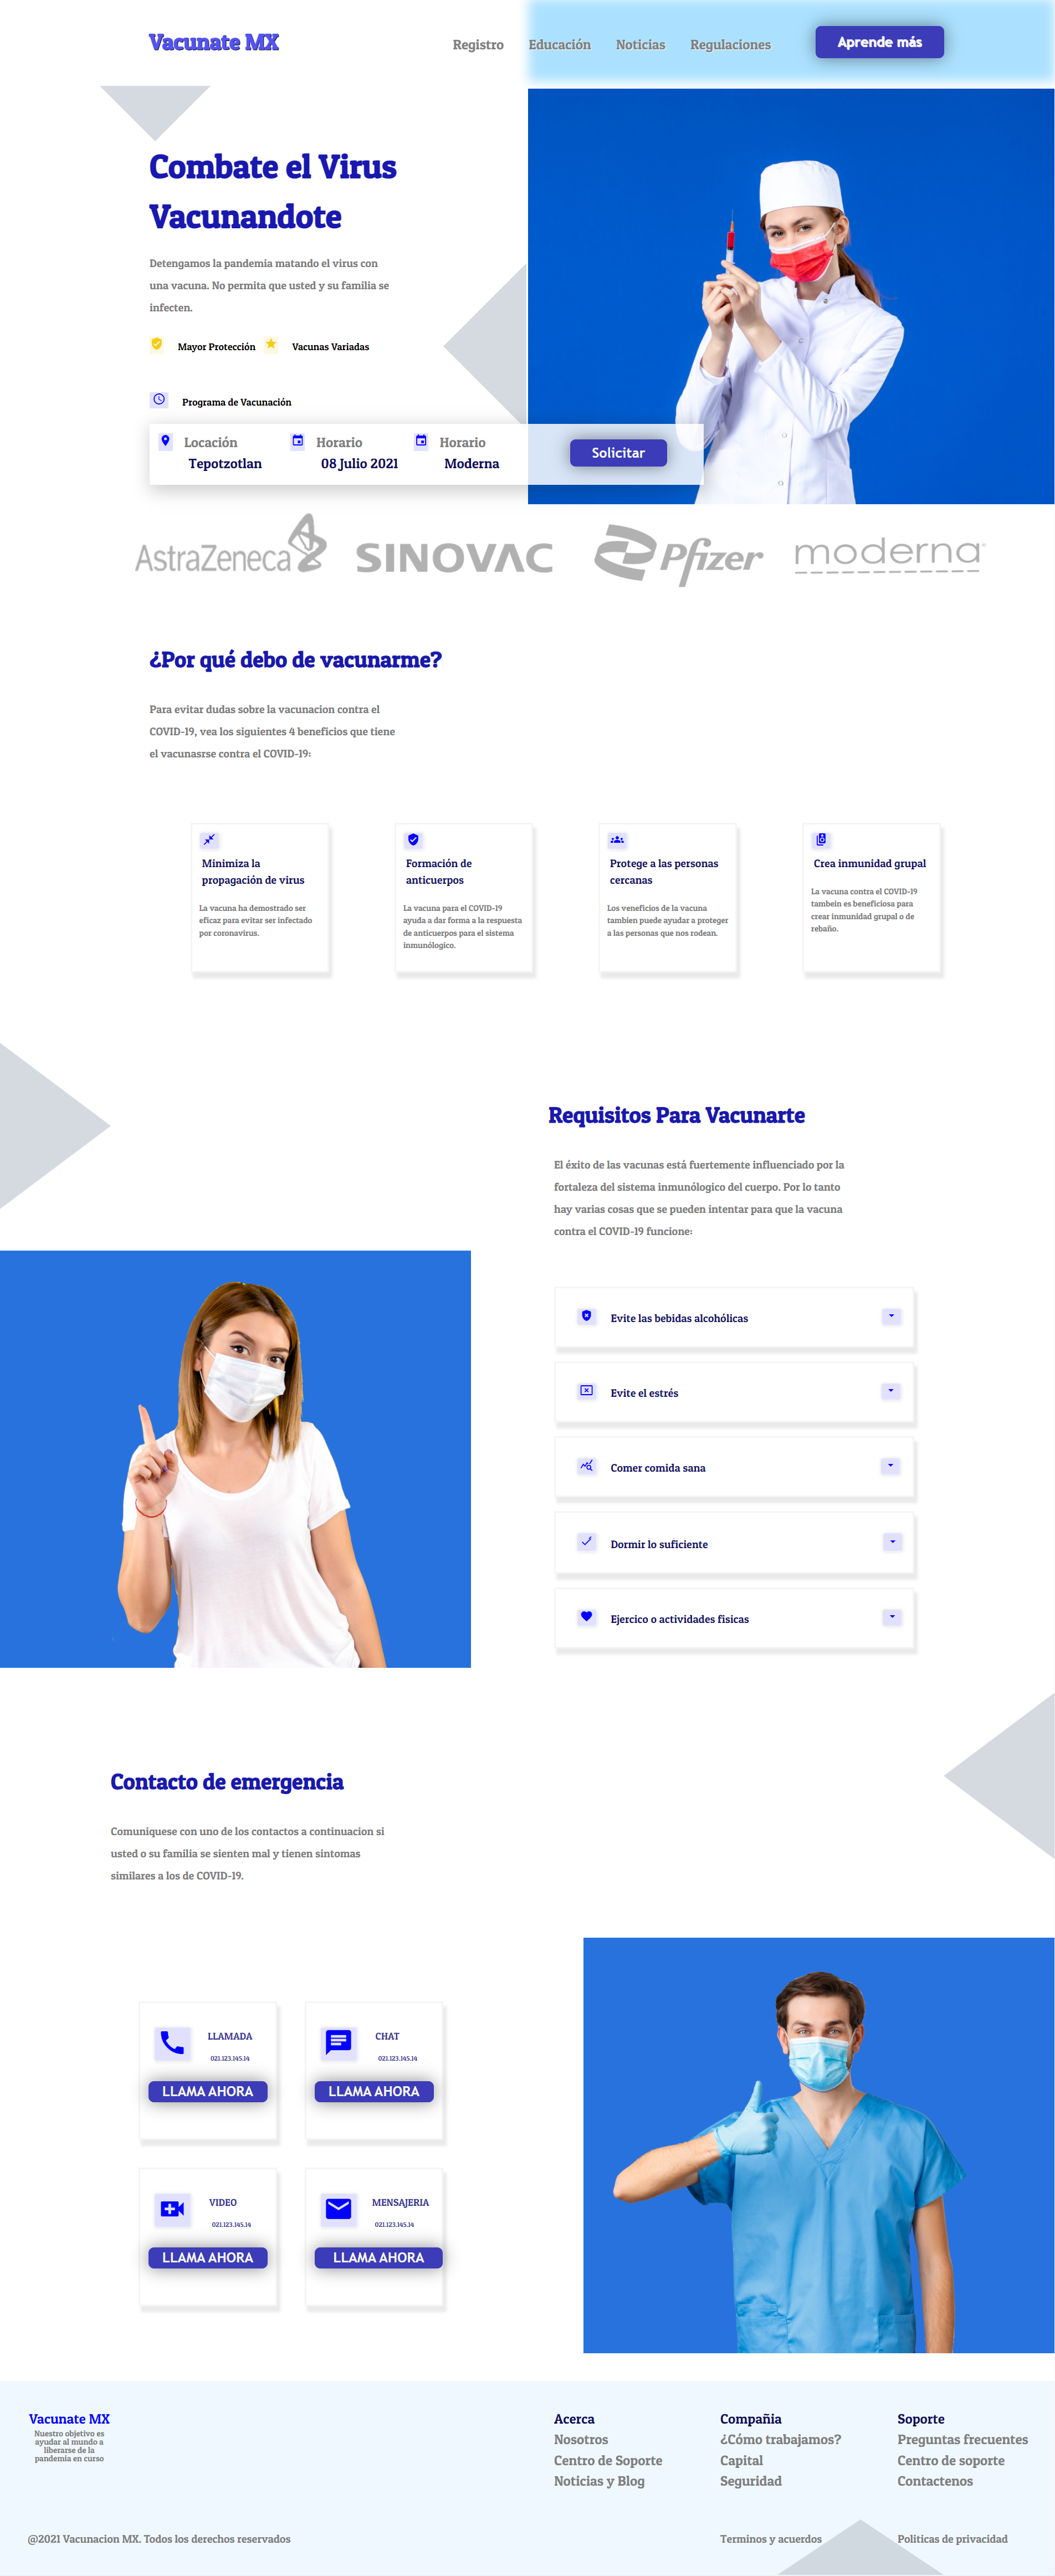 Vacunate MX
Registro
Educación
Noticias
Regulaciones
Aprende más
Combate el Virus
Vacunandote
Detengamos la pandemia matando el virus con
una vacuna. No permita que usted y su familia se
infecten.
Mayor Protección
Vacunas Variadas
Programa de Vacunación
Locación
Tepotzotlan
Horario
08 Julio 2021
Horario
Moderna
Solicitar
AstraZeneca
SINOVAC
Pfizer
moderna
¿Por qué debo de vacunarme?
Para evitar dudas sobre la vacunacion contra el
COVID-19, vea los siguientes 4 beneficios que tiene
el vacunasrse contra el COVID-19:
Minimiza la
propagación de virus
La vacuna ha demostrado ser
eficaz para evitar ser infectado
por coronavirus.
Formación de
anticuerpos
La vacuna para el COVID-19
ayuda a dar forma a la respuesta
de anticuerpos para el sistema
inmunólogico.
Protege a las personas
cercanas
Los veneficios de la vacuna
tambien puede ayudar a proteger
a las personas que nos rodean.
Crea inmunidad grupal
La vacuna contra el COVID-19
tambein es beneficiosa para
crear inmunidad grupal o de
rebaño.
Requisitos Para Vacunarte
El éxito de las vacunas está fuertemente influenciado por la
fortaleza del sistema inmunólogico del cuerpo. Por lo tanto
hay varias cosas que se pueden intentar para que la vacuna
contra el COVID-19 funcione:
Evite las bebidas alcohólicas
Evite el estrés
Comer comida sana
Dormir lo suficiente
Ejercico o actividades fisicas
Contacto de emergencia
Comuniquese con uno de los contactos a continuacion si
usted o su familia se sienten mal y tienen sintomas
similares a los de COVID-19.
LLAMADA
021.123.145.14
LLAMA AHORA
CHAT
021.123.145.14
LLAMA AHORA
VIDEO
021.123.145.14
LLAMA AHORA
MENSAJERIA
021.123.145.14
LLAMA AHORA
Vacunate MX
Nuestro objetivo es
ayudar al mundo a
liberarse de la
pandemia en curso
Acerca
Nosotros
Centro de Soporte
Noticias y Blog
Compañia
¿Cómo trabajamos?
Capital
Seguridad
Soporte
Preguntas frecuentes
Centro de soporte
Contactenos
@2021 Vacunacion MX. Todos los derechos reservados
Terminos y acuerdos
Politicas de privacidad